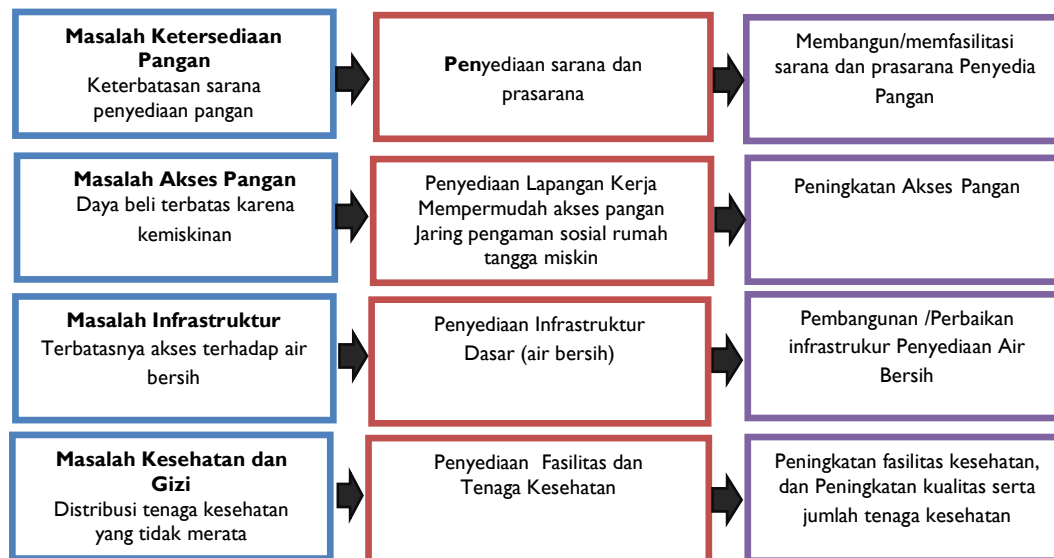 Masalah Ketersediaan
Pangan
Keterbatasan sarana
penyediaan pangan
Penyediaan sarana dan
prasarana
Membangun/memfasilitasi
sarana dan prasarana Penyedia
Pangan
Masalah Akses Pangan
Daya beli terbatas karena
kemiskinan
Penyediaan Lapangan Kerja
Mempermudah akses pangan
Jaring pengaman sosial rumah
tangga miskin
Peningkatan Akses Pangan
Masalah Infrastruktur
Terbatasnya akses terhadap air
bersih
Penyediaan Infrastruktur
Dasar (air bersih)
Pembangunan /Perbaikan
infrastrukur Penyediaan Air
Bersih
Masalah Kesehatan dan
Gizi
Distribusi tenaga kesehatan
yang tidak merata
Penyediaan Fasilitas dan
Tenaga Kesehatan
Peningkatan fasilitas kesehatan,
dan Peningkatan kualitas serta
jumlah tenaga kesehatan